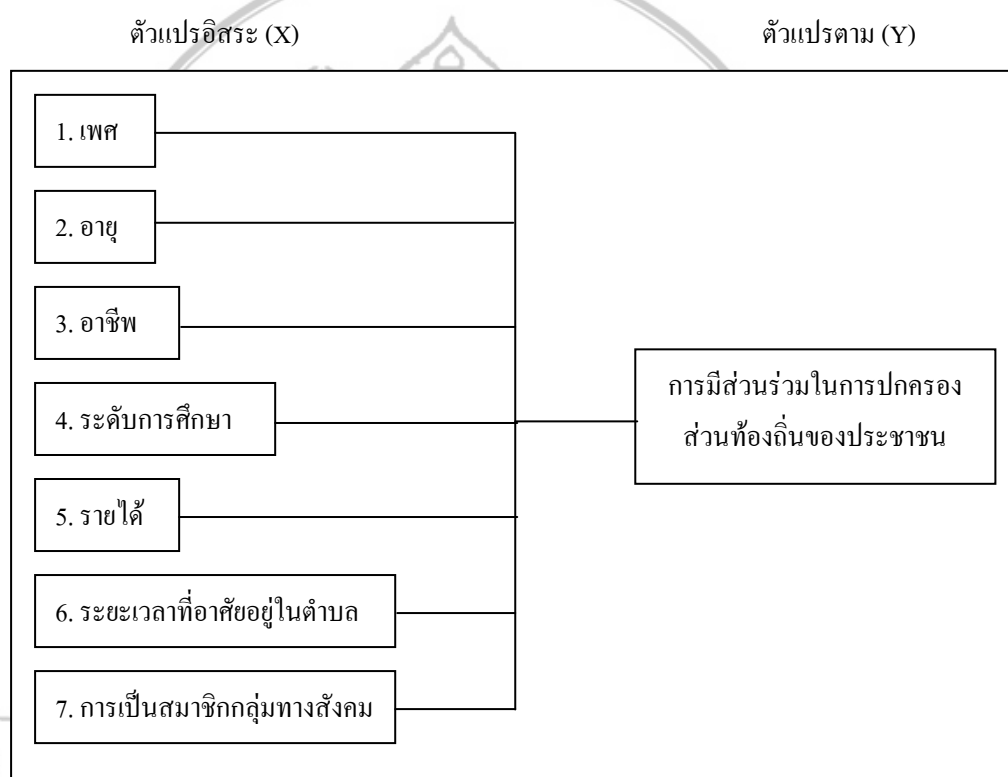 ตัวแปรอิสระ (X)
ตัวแปรตาม (Y)
1. เพศ
2. อายุ
3. อาชีพ
4. ระดับการศึกษา
5. รายได้
6. ระยะเวลาที่อาศัยอยู่ในตำบล
7. การเป็นสมาชิกกลุ่มทางสังคม
การมีส่วนร่วมในการปกครอง
ส่วนท้องถิ่นของประชาชน